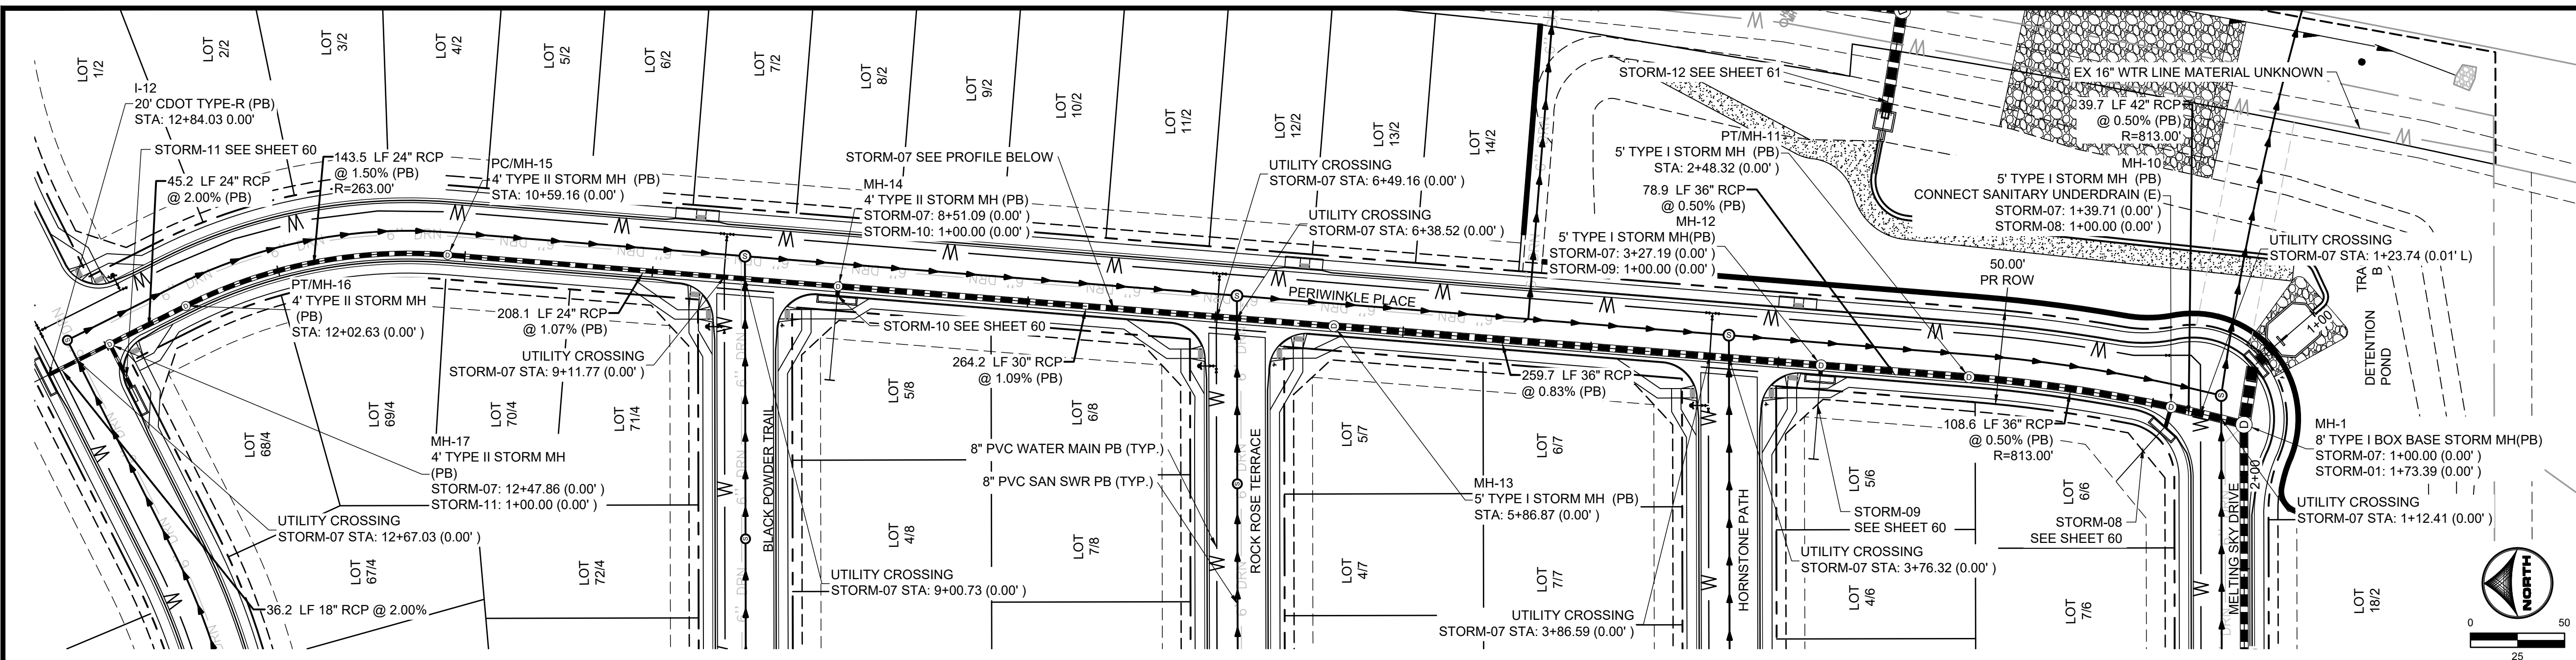 LOT
1/2
LOT
2/2
LOT
3/2
LOT
4/2
LOT
5/2
LOT
6/2
LOT
7/2
LOT
8/2
LOT
9/2
LOT
10/2
LOT
11/2
LOT
12/2
LOT
13/2
LOT
14/2
I-12
20' CDOT TYPE-R (PB)
STA: 12+84.03 0.00'
STORM-11 SEE SHEET 60
45.2 LF 24" RCP
@ 2.00% (PB)
143.5 LF 24" RCP
@ 1.50% (PB)
R=263.00'
PC/MH-15
4' TYPE II STORM MH (PB)
STA: 10+59.16 (0.00' )
STORM-07 SEE PROFILE BELOW
MH-14
4' TYPE II STORM MH (PB)
STORM-07: 8+51.09 (0.00' )
STORM-10: 1+00.00 (0.00' )
UTILITY CROSSING
STORM-07 STA: 6+49.16 (0.00' )
UTILITY CROSSING
STORM-07 STA: 6+38.52 (0.00' )
STORM-12 SEE SHEET 61
PT/MH-11
5' TYPE I STORM MH (PB)
STA: 2+48.32 (0.00' )
78.9 LF 36" RCP
@ 0.50% (PB)
MH-12
5' TYPE I STORM MH(PB)
STORM-07: 3+27.19 (0.00' )
STORM-09: 1+00.00 (0.00' )
EX 16" WTR LINE MATERIAL UNKNOWN
39.7 LF 42" RCP
@ 0.50% (PB)
R=813.00'
MH-10
5' TYPE I STORM MH (PB)
CONNECT SANITARY UNDERDRAIN (E)
STORM-07: 1+39.71 (0.00' )
STORM-08: 1+00.00 (0.00' )
UTILITY CROSSING
STORM-07 STA: 1+23.74 (0.01' L)
50.00'
PR ROW
TRA
B
DETENTION
POND
1+00
PERIWINKLE PLACE
6'' DRN
6'' DRN
6'' DRN
6'' DRN
PT/MH-16
4' TYPE II STORM MH
(PB)
STA: 12+02.63 (0.00' )
208.1 LF 24" RCP
@ 1.07% (PB)
UTILITY CROSSING
STORM-07 STA: 9+11.77 (0.00' )
STORM-10 SEE SHEET 60
264.2 LF 30" RCP
@ 1.09% (PB)
259.7 LF 36" RCP
@ 0.83% (PB)
108.6 LF 36" RCP
@ 0.50% (PB)
R=813.00'
MH-1
8' TYPE I BOX BASE STORM MH(PB)
STORM-07: 1+00.00 (0.00' )
STORM-01: 1+73.39 (0.00' )
UTILITY CROSSING
STORM-07 STA: 1+12.41 (0.00' )
LOT
68/4
LOT
69/4
LOT
70/4
LOT
71/4
LOT
5/8
LOT
6/8
LOT
5/7
LOT
6/7
LOT
5/6
LOT
6/6
MH-17
4' TYPE II STORM MH
(PB)
STORM-07: 12+47.86 (0.00' )
STORM-11: 1+00.00 (0.00' )
8" PVC WATER MAIN PB (TYP.)
8" PVC SAN SWR PB (TYP.)
MH-13
5' TYPE I STORM MH (PB)
STA: 5+86.87 (0.00' )
STORM-09
SEE SHEET 60
STORM-08
SEE SHEET 60
UTILITY CROSSING
STORM-07 STA: 12+67.03 (0.00' )
UTILITY CROSSING
STORM-07 STA: 9+00.73 (0.00' )
UTILITY CROSSING
STORM-07 STA: 3+76.32 (0.00' )
UTILITY CROSSING
STORM-07 STA: 3+86.59 (0.00' )
36.2 LF 18" RCP @ 2.00%
BLACK POWDER TRAIL
ROCK ROSE TERRACE
HORNSTONE PATH
MELTING SKY DRIVE
2+00
LOT
67/4
LOT
72/4
LOT
4/8
LOT
7/8
LOT
4/7
LOT
7/7
LOT
4/6
LOT
7/6
LOT
18/2
NORTH
0
50
25